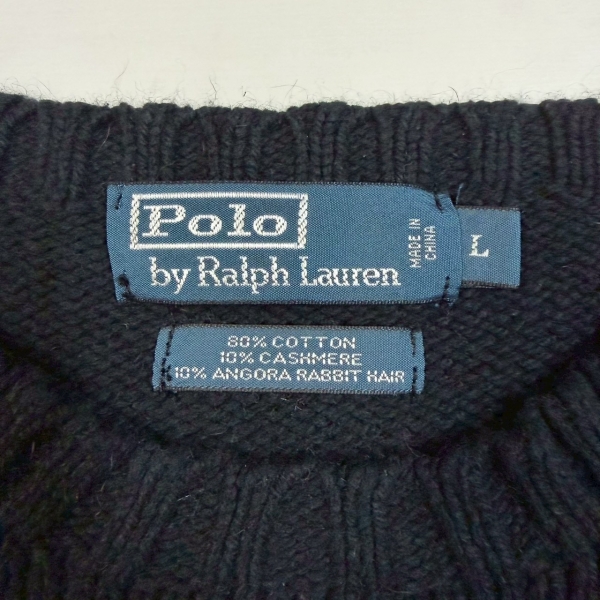 Polo
by Ralph Lauren
MADE IN
CHINA
L
80% COTTON
10% CASHMERE
10% ANGORA RABBIT HAIR